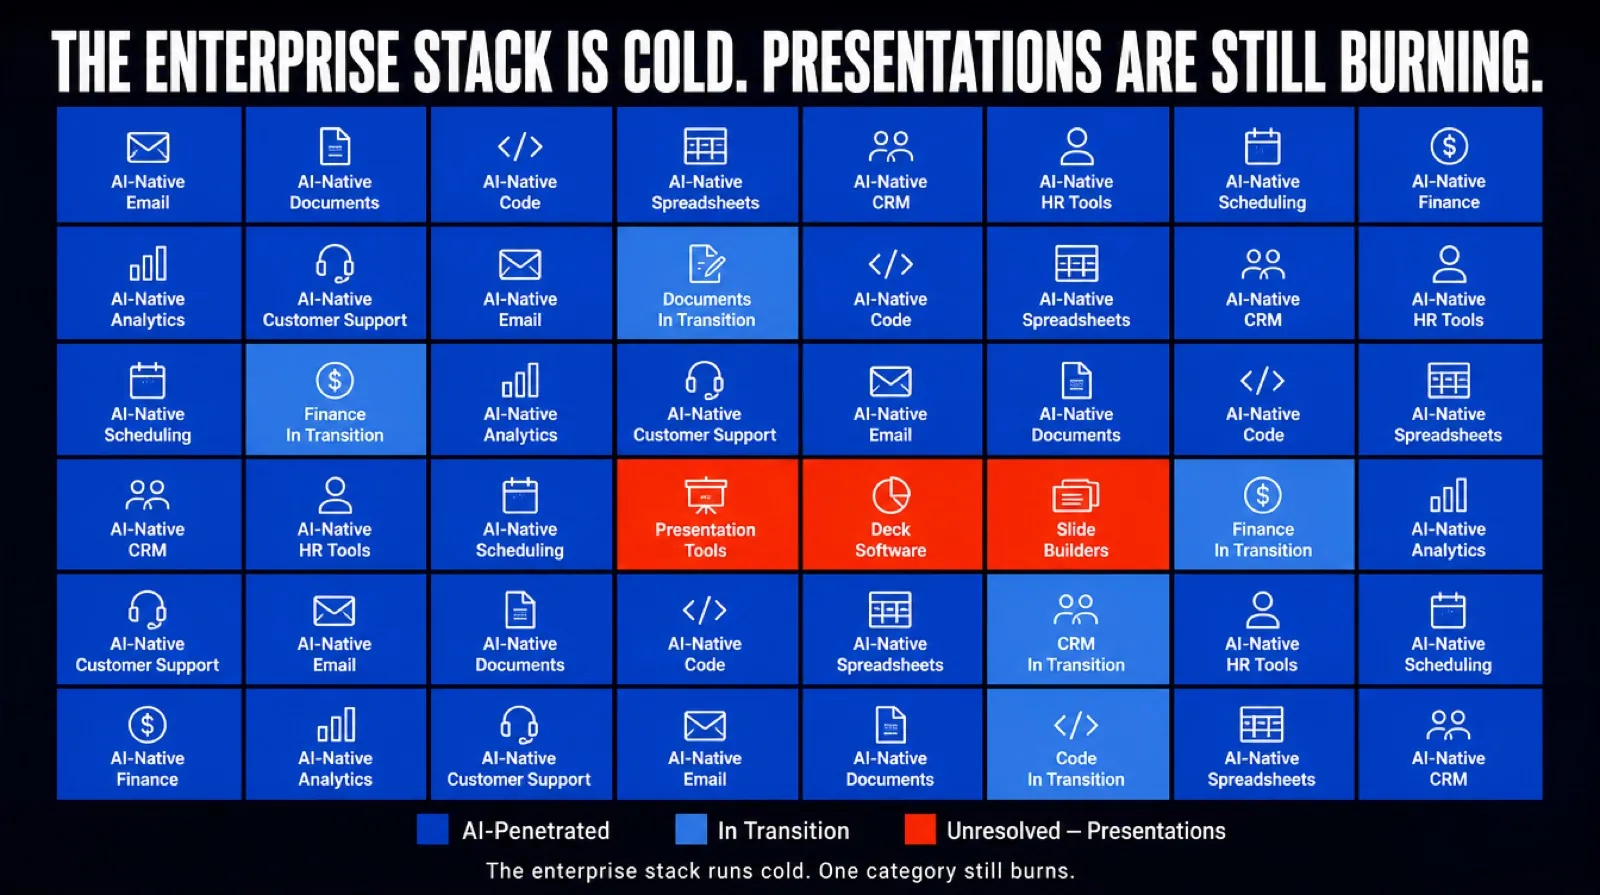 THE ENTERPRISE STACK IS COLD. PRESENTATIONS ARE STILL BURNING.
AI-Native
Email
AI-Native
Documents
AI-Native
Code
AI-Native
Spreadsheets
AI-Native
CRM
AI-Native
HR Tools
AI-Native
Scheduling
AI-Native
Finance
AI-Native
Analytics
AI-Native
Customer Support
AI-Native
Email
Documents
In Transition
AI-Native
Code
AI-Native
Spreadsheets
AI-Native
CRM
AI-Native
HR Tools
AI-Native
Scheduling
Finance
In Transition
AI-Native
Analytics
AI-Native
Customer Support
AI-Native
Email
AI-Native
Documents
AI-Native
Code
AI-Native
Spreadsheets
AI-Native
CRM
AI-Native
HR Tools
AI-Native
Scheduling
Presentation
Tools
Deck
Software
Slide
Builders
Finance
In Transition
AI-Native
Analytics
AI-Native
Customer Support
AI-Native
Email
AI-Native
Documents
AI-Native
Code
AI-Native
Spreadsheets
CRM
In Transition
AI-Native
HR Tools
AI-Native
Scheduling
AI-Native
Finance
AI-Native
Analytics
AI-Native
Customer Support
AI-Native
Email
AI-Native
Documents
Code
In Transition
AI-Native
Spreadsheets
AI-Native
CRM
AI-Penetrated
In Transition
Unresolved — Presentations
The enterprise stack runs cold. One category still burns.